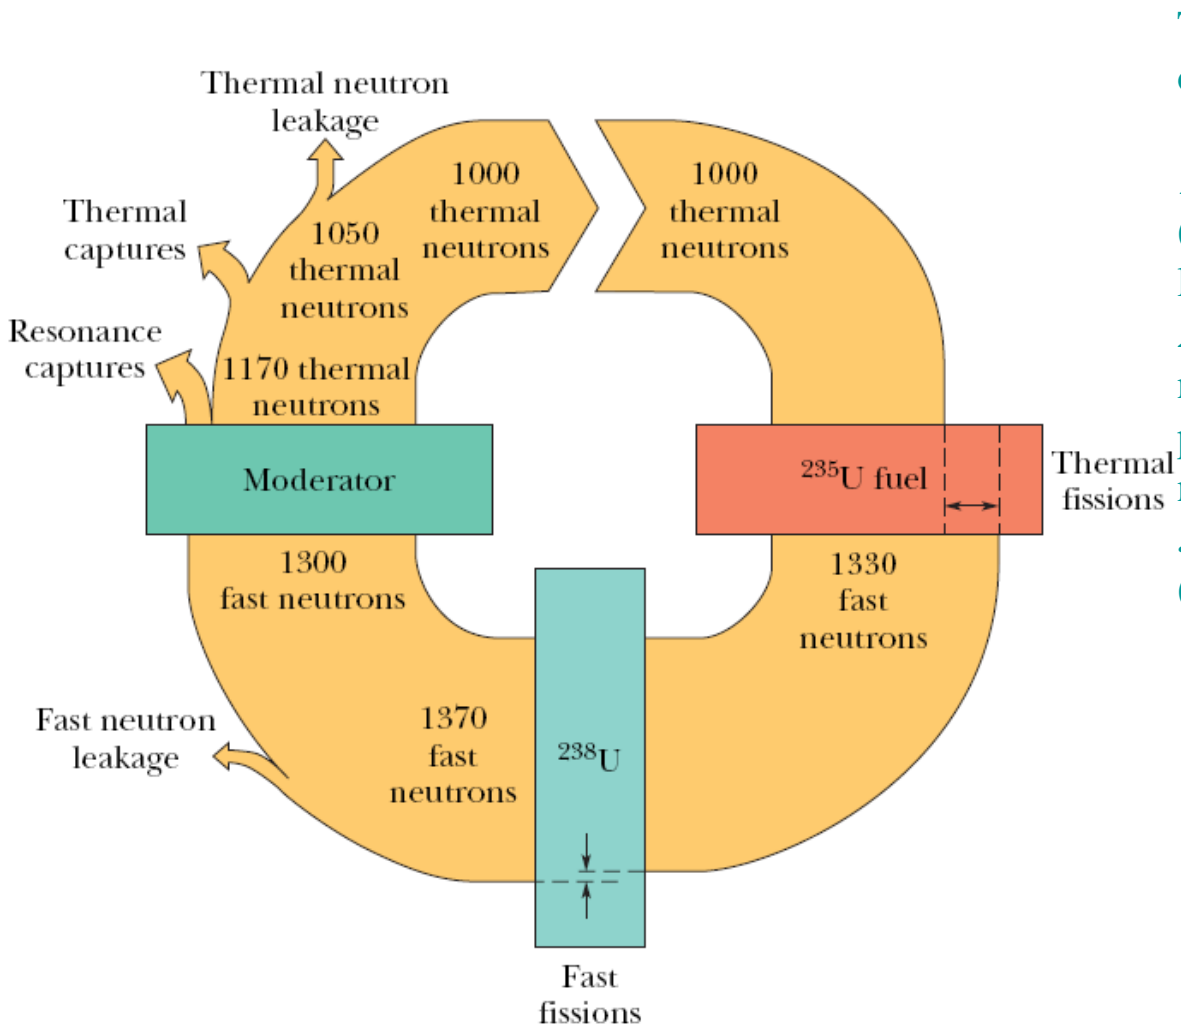 Thermal neutron
leakage
1000
thermal
neutrons
1000
thermal
neutrons
Thermal
captures
1050
thermal
neutrons
Resonance
captures
1170 thermal
neutrons
Moderator
²³⁵U fuel
Thermal
fissions
1300
fast neutrons
1330
fast
neutrons
Fast neutron
leakage
1370
fast
neutrons
²³⁸U
Fast
fissions